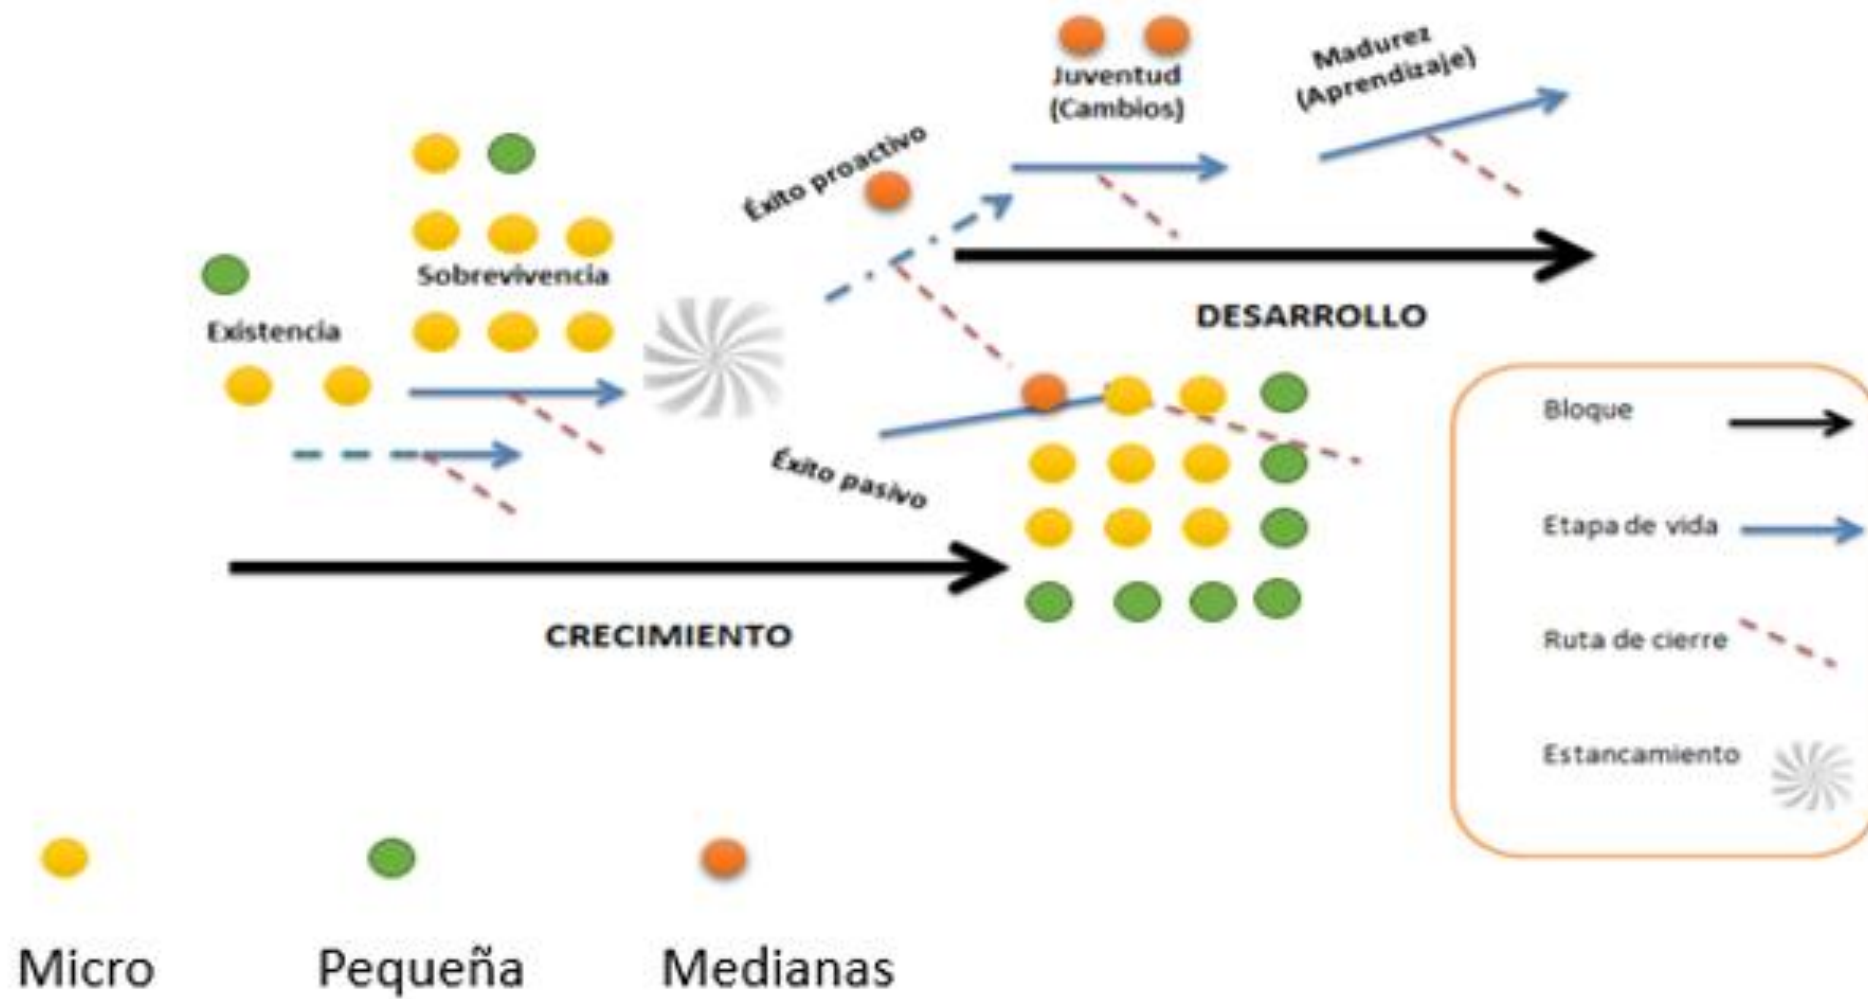 Juventud
(Cambios)
Madurez
(Aprendizaje)
Éxito proactivo
Sobrevivencia
Existencia
DESARROLLO
Éxito pasivo
CRECIMIENTO
Bloque
Etapa de vida
Ruta de cierre
Estancamiento
Micro
Pequeña
Medianas